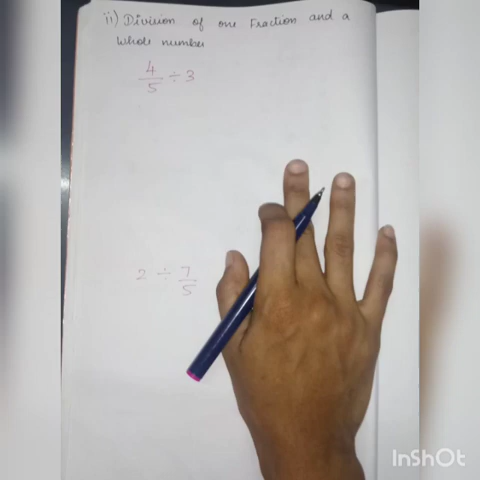 ii) Division of one Fraction and a
Whole number
4/5 ÷ 3
2 ÷ 7/5
InShOt